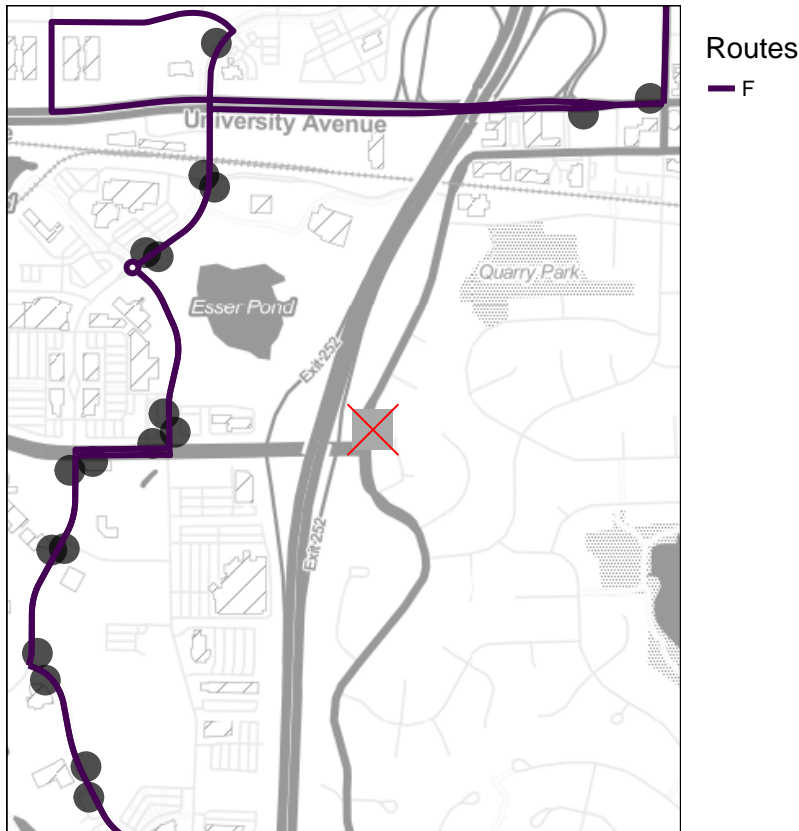 Routes
F
University Avenue
Quarry Park
Esser Pond
Exit 252
Exit 252